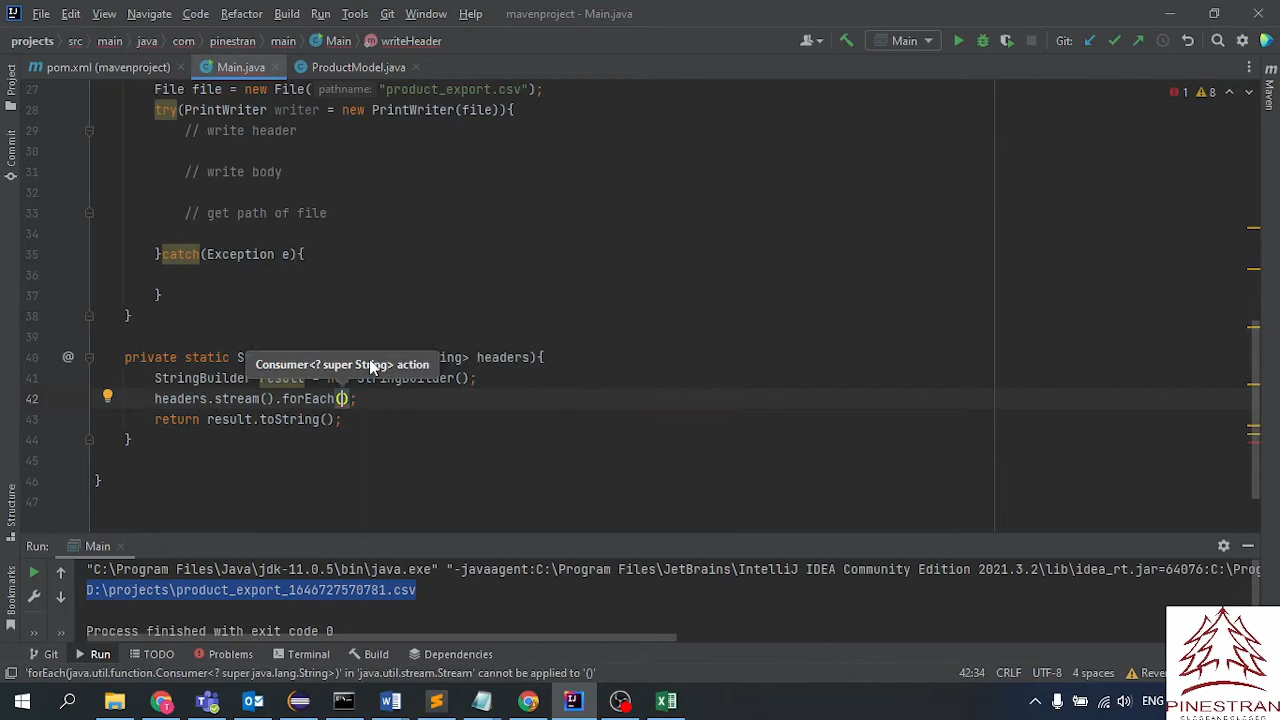 File Edit View Navigate Code Refactor Build Run Tools Git Window Help mavenproject - Main.java
projects src main java com pinestran main Main writeHeader Main Git:
pom.xml (mavenproject) Main.java ProductModel.java
Project
Commit
Structure
Bookmarks
Maven
1 8
27 File file = new File( pathname: "product_export.csv");
28 try(PrintWriter writer = new PrintWriter(file)){
29 // write header
30
31 // write body
32
33 // get path of file
34
35 }catch(Exception e){
36
37 }
38 }
39
Consumer<? super String> action
40 @ private static S ing> headers){
41 StringBuilder result = new StringBuilder();
42 headers.stream().forEach();
43 return result.toString();
44 }
45
46 }
47
Run: Main
"C:\Program Files\Java\jdk-11.0.5\bin\java.exe" "-javaagent:C:\Program Files\JetBrains\IntelliJ IDEA Community Edition 2021.3.2\lib\idea_rt.jar=64076:C:\Prog
D:\projects\product_export_1646727570781.csv
Process finished with exit code 0
Git Run TODO Problems Terminal Build Dependencies
'forEach(java.util.function.Consumer<? super java.lang.String>)' in 'java.util.stream.Stream' cannot be applied to '()' 42:34 CRLF UTF-8 4 spaces Rever
ENG
PINESTRAN